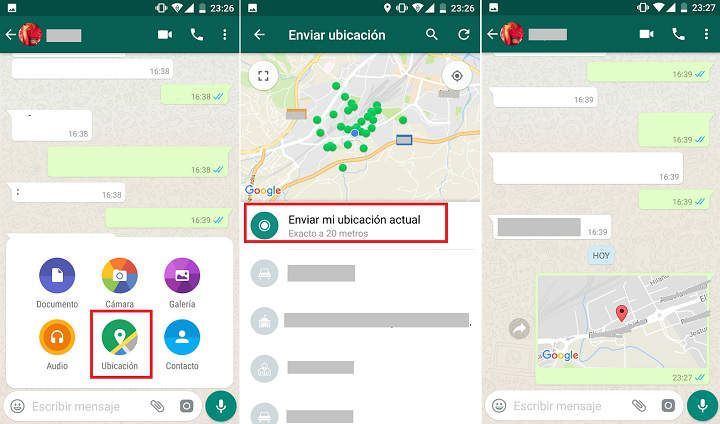 23:26
16:38
16:38
-
16:38
16:38
:
16:38
16:39
Documento
Cámara
Galería
Audio
Ubicación
Contacto
Escribir mensaje
23:26
Enviar ubicación
Google
Enviar mi ubicación actual
Exacto a 20 metros
23:27
16:39
16:39
16:39
16:39
16:39
HOY
Google
23:27
Escribir mensaje